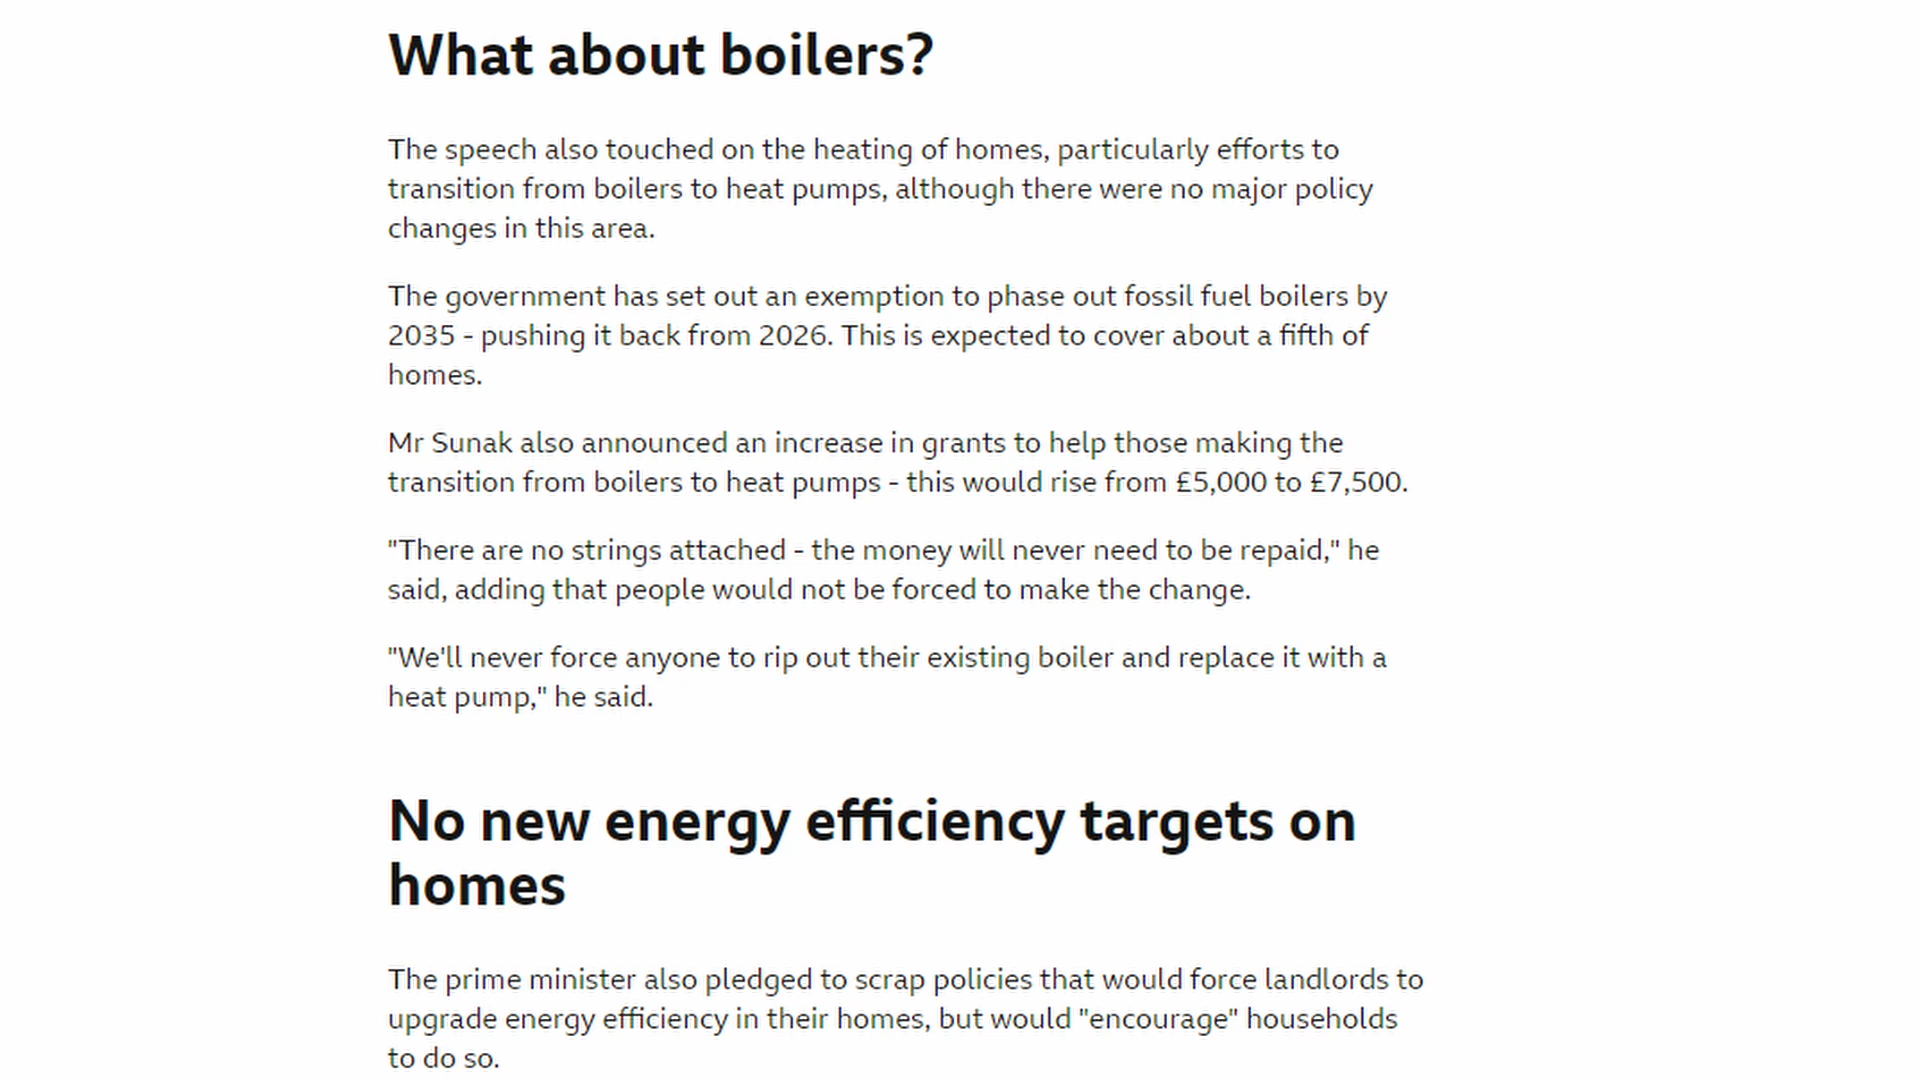 What about boilers?
The speech also touched on the heating of homes, particularly efforts to
transition from boilers to heat pumps, although there were no major policy
changes in this area.
The government has set out an exemption to phase out fossil fuel boilers by
2035 - pushing it back from 2026. This is expected to cover about a fifth of
homes.
Mr Sunak also announced an increase in grants to help those making the
transition from boilers to heat pumps - this would rise from £5,000 to £7,500.
"There are no strings attached - the money will never need to be repaid," he
said, adding that people would not be forced to make the change.
"We'll never force anyone to rip out their existing boiler and replace it with a
heat pump," he said.
No new energy efficiency targets on
homes
The prime minister also pledged to scrap policies that would force landlords to
upgrade energy efficiency in their homes, but would "encourage" households
to do so.